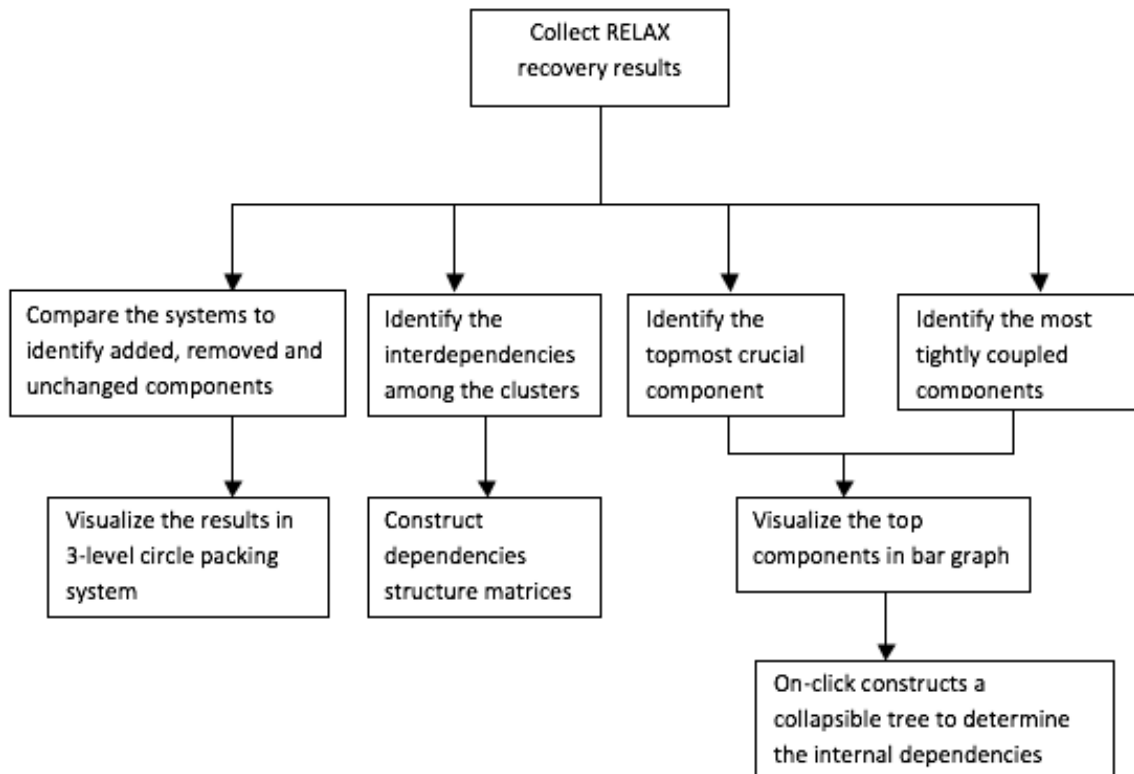 Collect RELAX
recovery results
Compare the systems to
identify added, removed and
unchanged components
Identify the
interdependencies
among the clusters
Identify the
topmost crucial
component
Identify the most
tightly coupled
components
Visualize the results in
3-level circle packing
system
Construct
dependencies
structure matrices
Visualize the top
components in bar graph
On-click constructs a
collapsible tree to determine
the internal dependencies